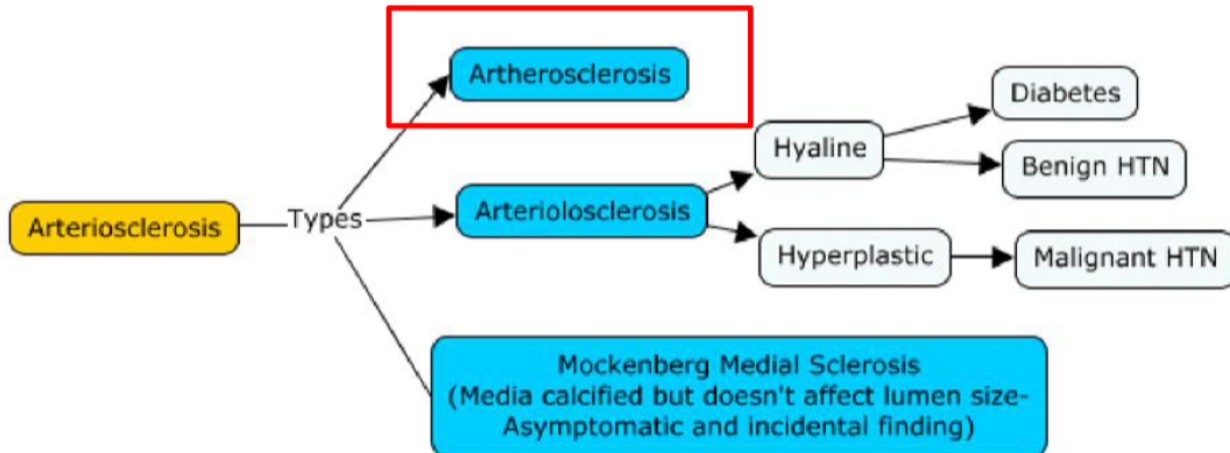 Artherosclerosis
Diabetes
Hyaline
Benign HTN
Arteriosclerosis
Types
Arteriolosclerosis
Hyperplastic
Malignant HTN
Mockenberg Medial Sclerosis
(Media calcified but doesn't affect lumen size-
Asymptomatic and incidental finding)